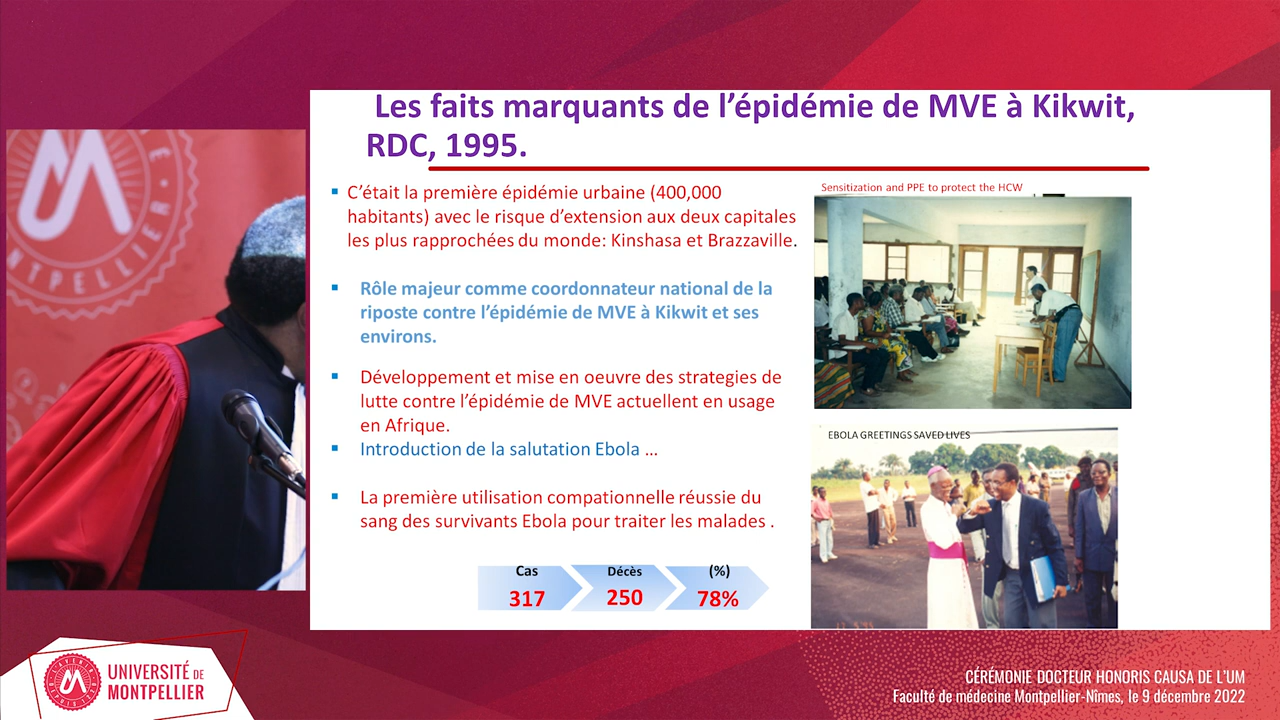 Les faits marquants de l’épidémie de MVE à Kikwit,
RDC, 1995.
C’était la première épidémie urbaine (400,000
habitants) avec le risque d’extension aux deux capitales
les plus rapprochées du monde: Kinshasa et Brazzaville.
Rôle majeur comme coordonnateur national de la
riposte contre l’épidémie de MVE à Kikwit et ses
environs.
Développement et mise en oeuvre des strategies de
lutte contre l’épidémie de MVE actuellent en usage
en Afrique.
Introduction de la salutation Ebola …
La première utilisation compationnelle réussie du
sang des survivants Ebola pour traiter les malades .
Cas
Décès
(%)
317
250
78%
Sensitization and PPE to protect the HCW
EBOLA GREETINGS SAVED LIVES
NTPELLIER
UNIVERSITÉ DE
MONTPELLIER
CÉRÉMONIE DOCTEUR HONORIS CAUSA DE L’UM
Faculté de médecine Montpellier-Nîmes, le 9 décembre 2022